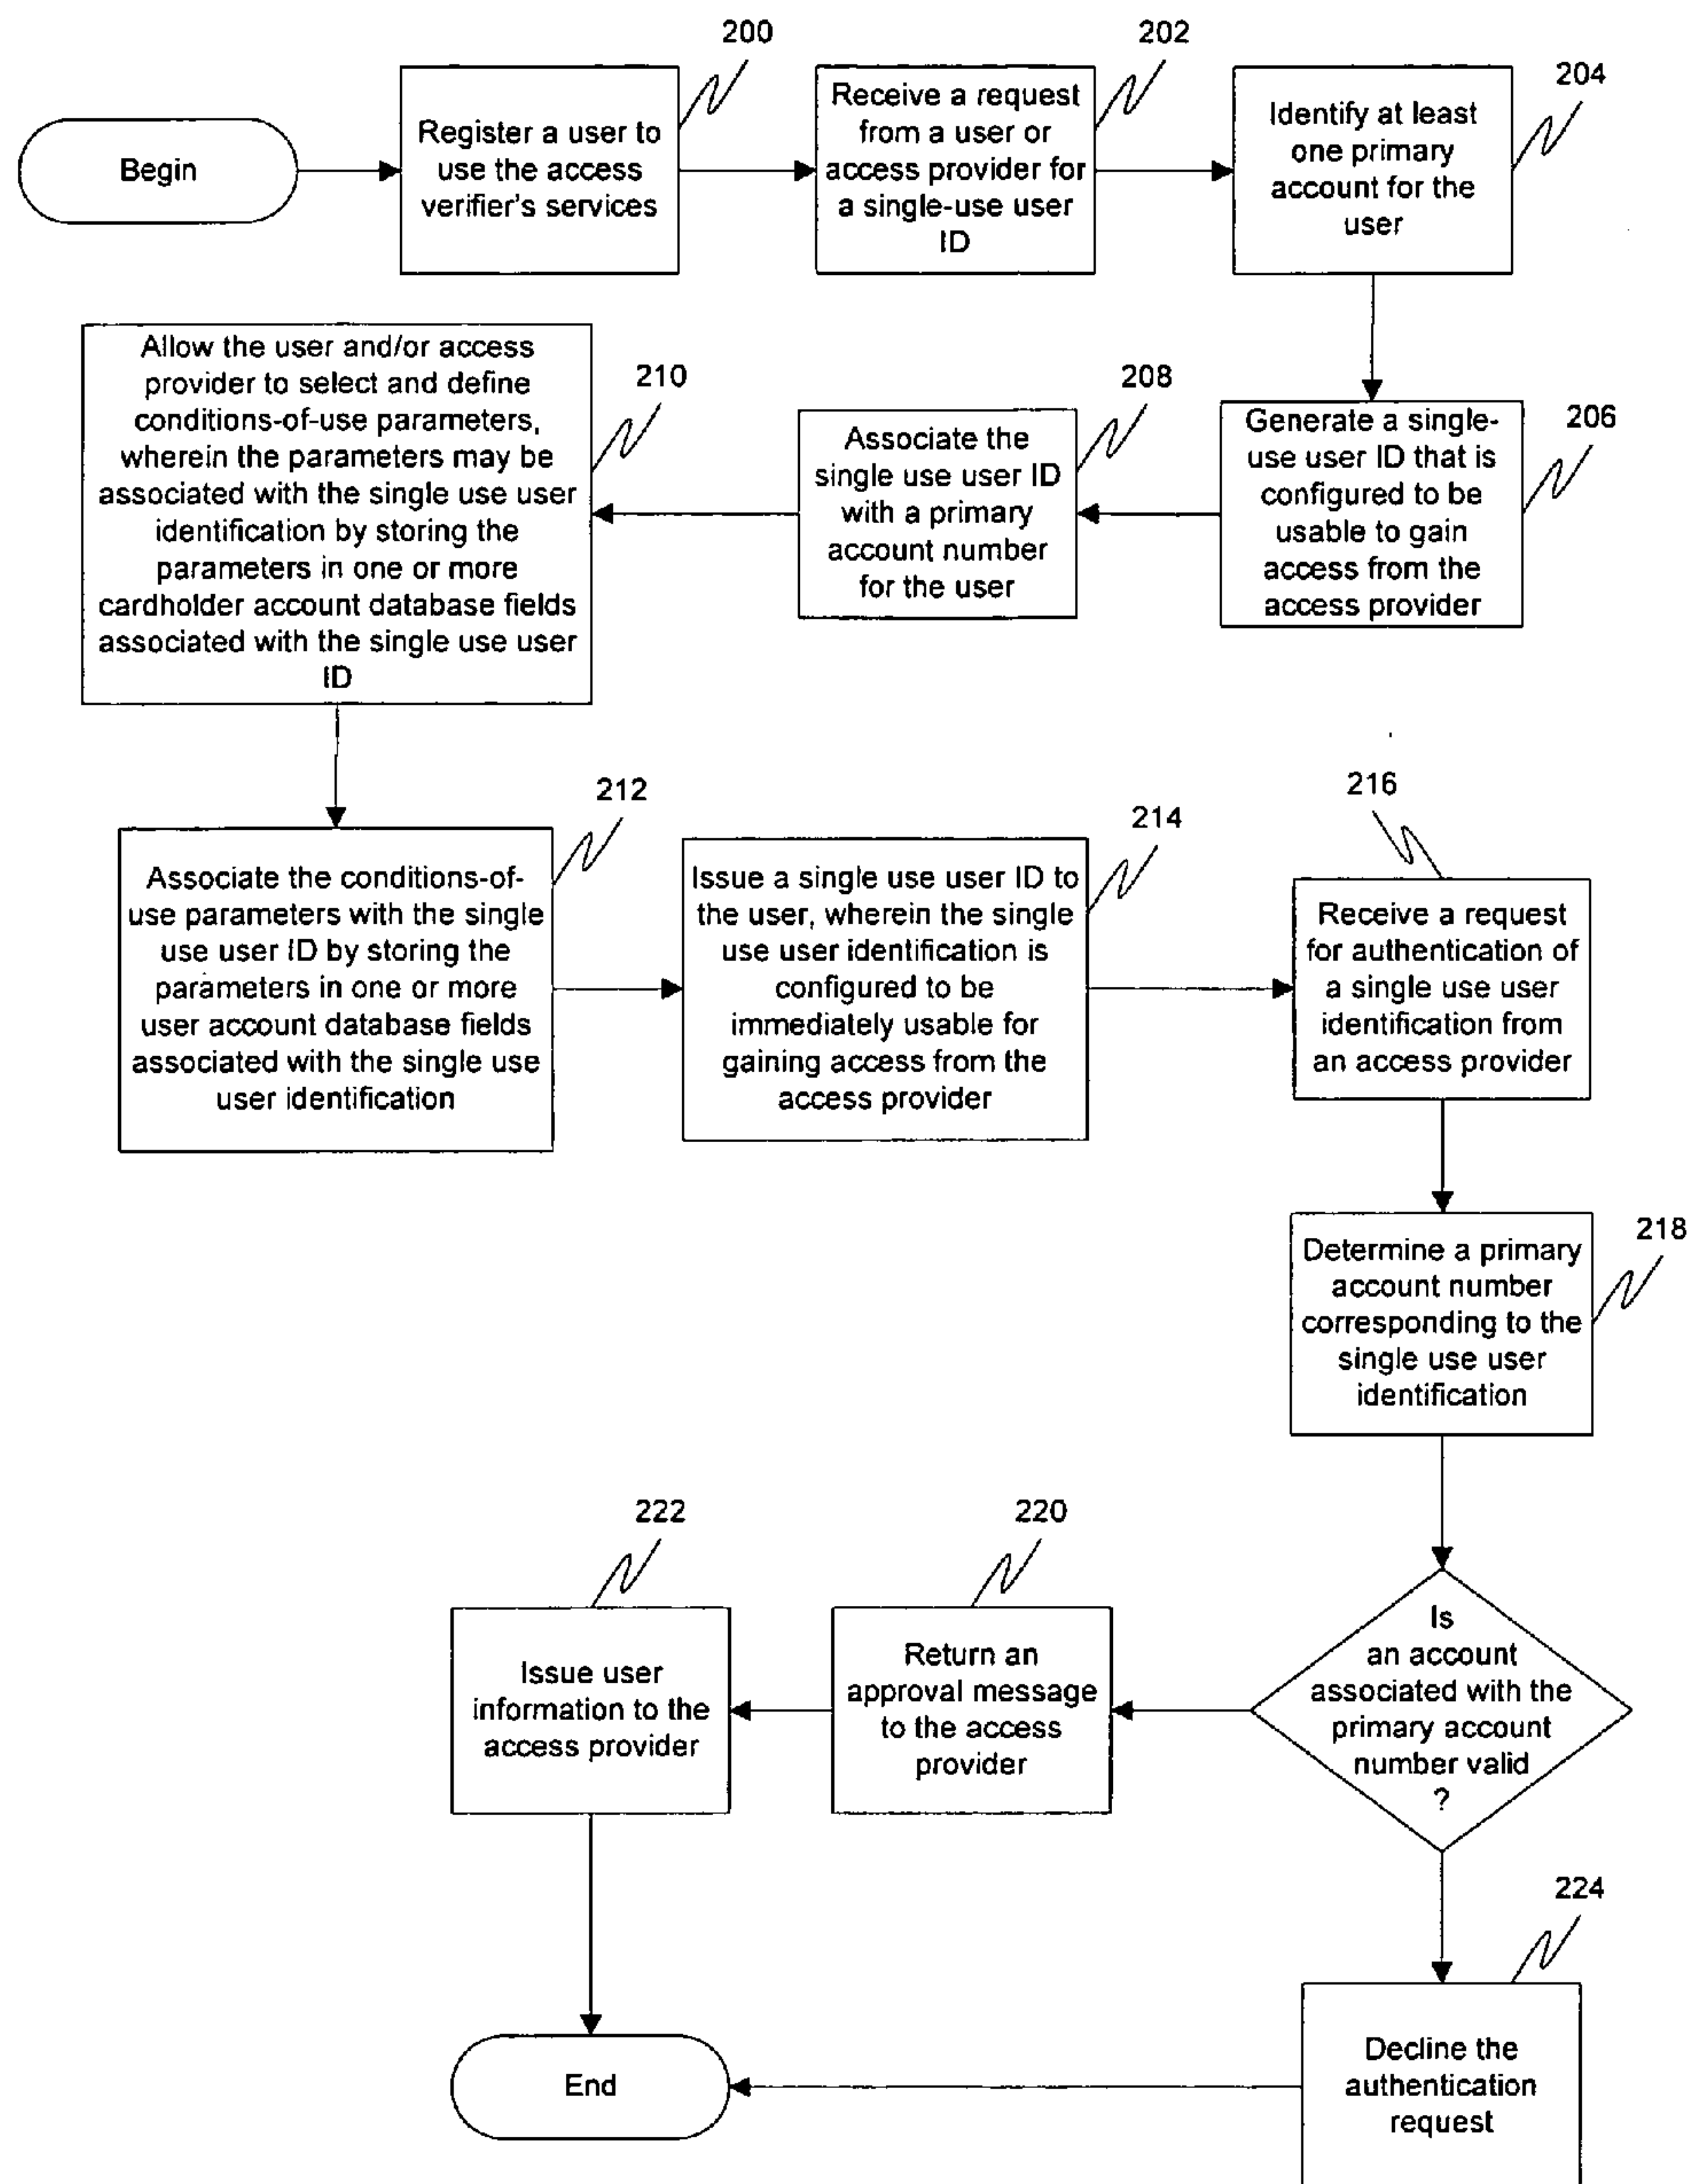 200
202
204
Begin
Register a user to
use the access
verifier's services
Receive a request
from a user or
access provider for
a single-use user
ID
Identify at least
one primary
account for the
user
210
208
206
Allow the user and/or access
provider to select and define
conditions-of-use parameters,
wherein the parameters may be
associated with the single use user
identification by storing the
parameters in one or more
cardholder account database fields
associated with the single use user
ID
Associate the
single use user ID
with a primary
account number
for the user
Generate a single-
use user ID that is
configured to be
usable to gain
access from the
access provider
212
214
216
Associate the conditions-of-
use parameters with the single
use user ID by storing the
parameters in one or more
user account database fields
associated with the single use
user identification
Issue a single use user ID to
the user, wherein the single
use user identification is
configured to be
immediately usable for
gaining access from the
access provider
Receive a request
for authentication of
a single use user
identification from
an access provider
218
Determine a primary
account number
corresponding to the
single use user
identification
222
220
Issue user
information to the
access provider
Return an
approval message
to the access
provider
Is
an account
associated with the
primary account
number valid
?
224
End
Decline the
authentication
request